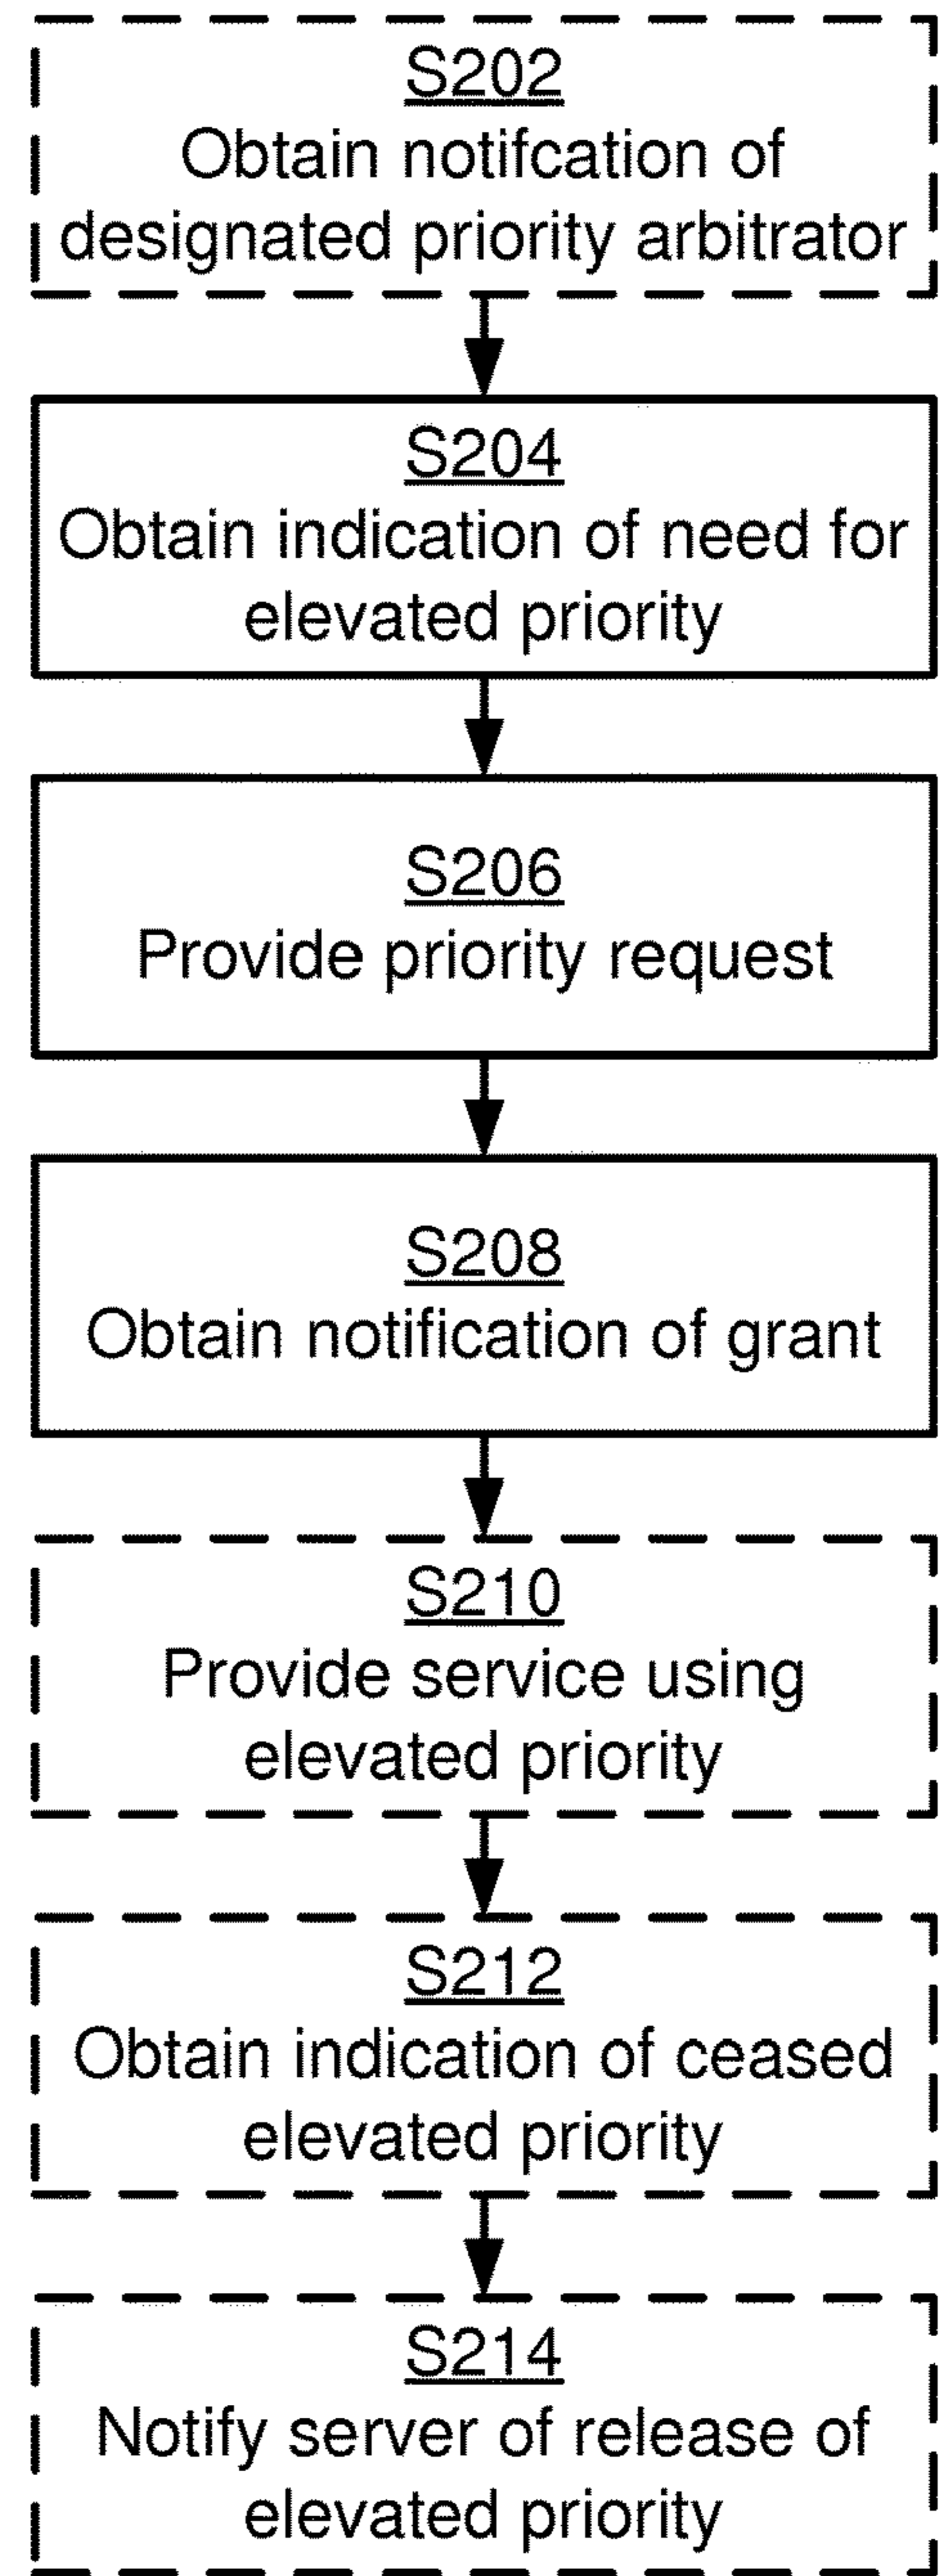 S202
Obtain notifcation of
designated priority arbitrator
S204
Obtain indication of need for
elevated priority
S206
Provide priority request
S208
Obtain notification of grant
S210
Provide service using
elevated priority
S212
Obtain indication of ceased
elevated priority
S214
Notify server of release of
elevated priority